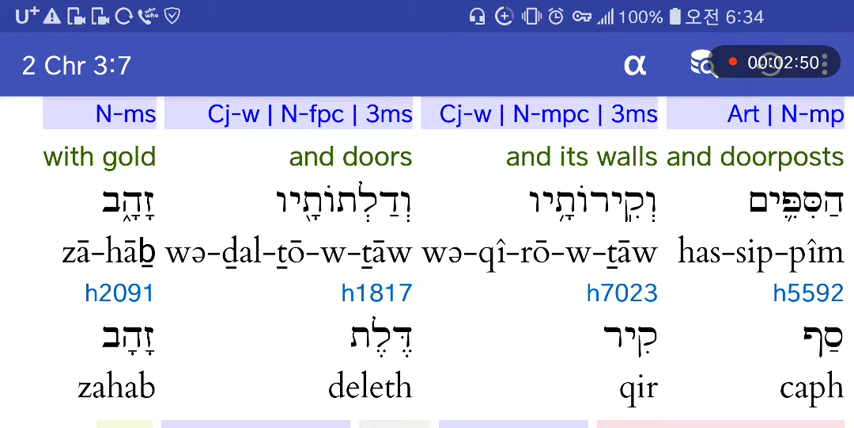 U+ 100% 오전 6:34
2 Chr 3:7 α 00:02:50
N-ms Cj-w | N-fpc | 3ms Cj-w | N-mpc | 3ms Art | N-mp
with gold and doors and its walls and doorposts
זָהָ֑ב וְדַלְתוֹתָ֖יו וְקִֽירוֹתָ֥יו הַסִּפִּ֛ים
zā-hāḇ wə-ḏal-ṯō-w-ṯāw wə-qî-rō-w-ṯāw has-sip-pîm
h2091 h1817 h7023 h5592
זָהָב דֶּלֶת קִיר סַף
zahab deleth qir caph